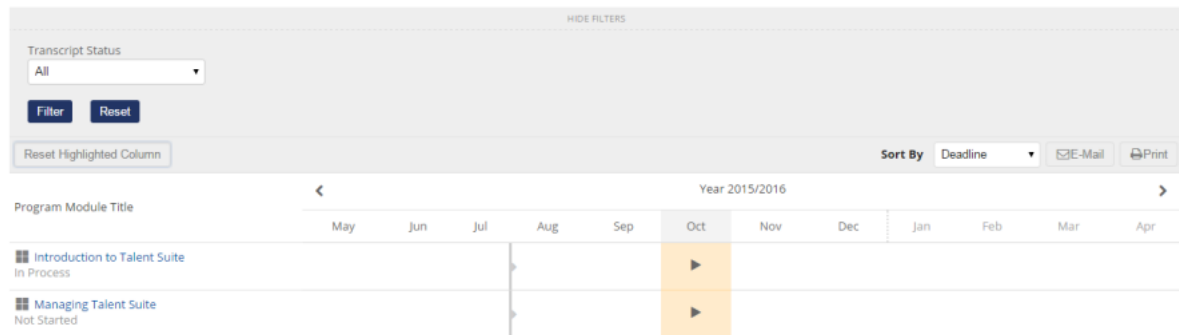 HIDE FILTERS
Transcript Status
All
Filter Reset
Reset Highlighted Column Sort By Deadline E-Mail Print
Program Module Title Year 2015/2016
May Jun Jul Aug Sep Oct Nov Dec Jan Feb Mar Apr
Introduction to Talent Suite
In Process
Managing Talent Suite
Not Started